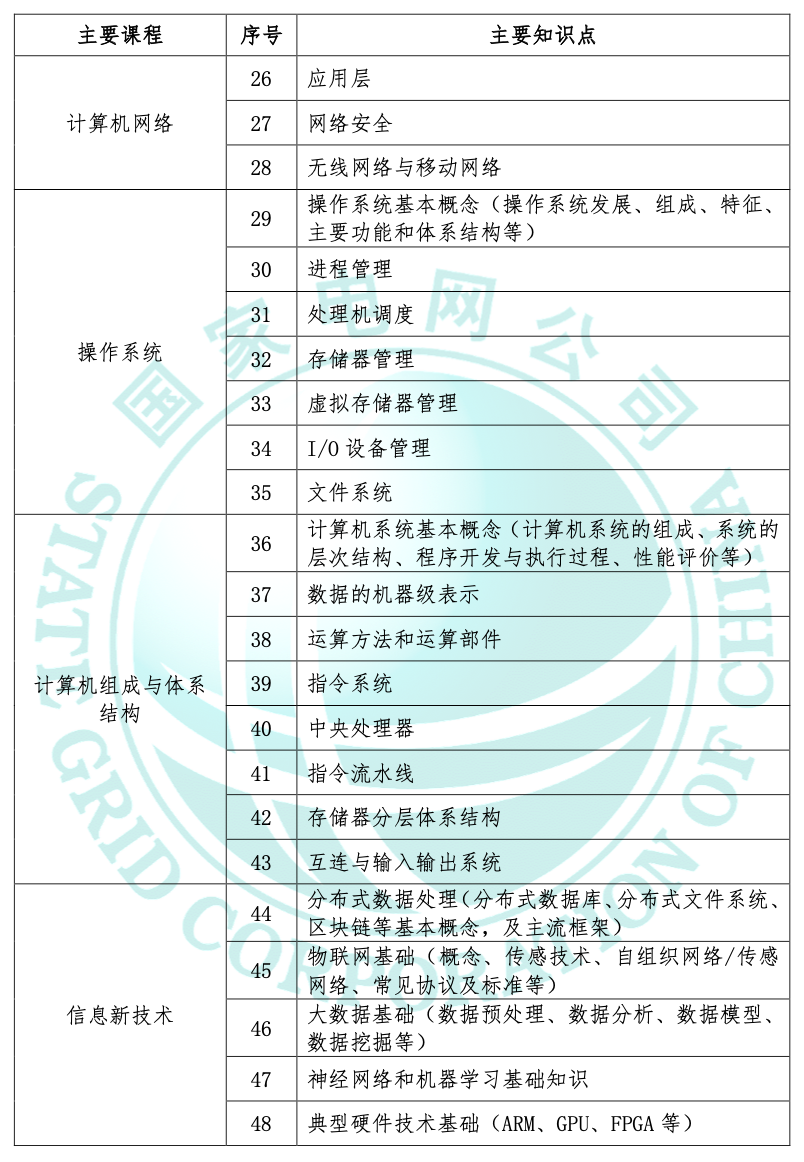 主要课程 序号 主要知识点
计算机网络
26 应用层
27 网络安全
28 无线网络与移动网络
操作系统
29 操作系统基本概念（操作系统发展、组成、特征、
主要功能和体系结构等）
30 进程管理
31 处理机调度
32 存储器管理
33 虚拟存储器管理
34 I/O 设备管理
35 文件系统
计算机组成与体系
结构
36 计算机系统基本概念（计算机系统的组成、系统的
层次结构、程序开发与执行过程、性能评价等）
37 数据的机器级表示
38 运算方法和运算部件
39 指令系统
40 中央处理器
41 指令流水线
42 存储器分层体系结构
43 互连与输入输出系统
信息新技术
44 分布式数据处理（分布式数据库、分布式文件系统、
区块链等基本概念，及主流框架）
45 物联网基础（概念、传感技术、自组织网络/传感
网络、常见协议及标准等）
46 大数据基础（数据预处理、数据分析、数据模型、
数据挖掘等）
47 神经网络和机器学习基础知识
48 典型硬件技术基础（ARM、GPU、FPGA 等）
国家电网公司
STATE GRID CORPORATION OF CHINA